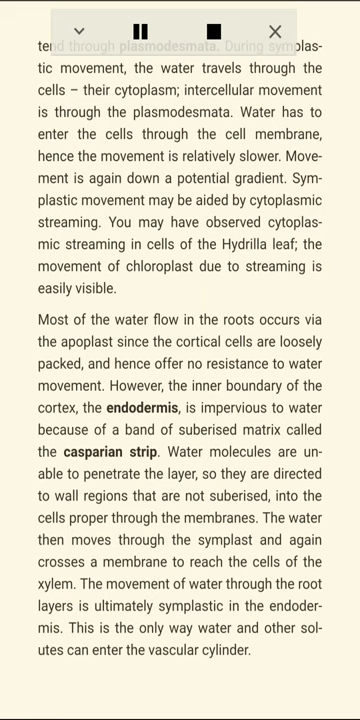 tend through plasmodesmata. During symplas-
tic movement, the water travels through the
cells – their cytoplasm; intercellular movement
is through the plasmodesmata. Water has to
enter the cells through the cell membrane,
hence the movement is relatively slower. Move-
ment is again down a potential gradient. Sym-
plastic movement may be aided by cytoplasmic
streaming. You may have observed cytoplas-
mic streaming in cells of the Hydrilla leaf; the
movement of chloroplast due to streaming is
easily visible.
Most of the water flow in the roots occurs via
the apoplast since the cortical cells are loosely
packed, and hence offer no resistance to water
movement. However, the inner boundary of the
cortex, the endodermis, is impervious to water
because of a band of suberised matrix called
the casparian strip. Water molecules are un-
able to penetrate the layer, so they are directed
to wall regions that are not suberised, into the
cells proper through the membranes. The water
then moves through the symplast and again
crosses a membrane to reach the cells of the
xylem. The movement of water through the root
layers is ultimately symplastic in the endoder-
mis. This is the only way water and other sol-
utes can enter the vascular cylinder.